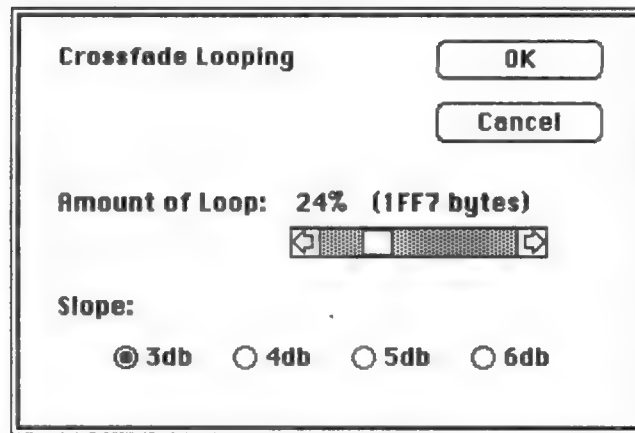 Crossfade Looping
OK
Cancel
Amount of Loop: 24% (1FF7 bytes)
Slope:
3db 4db 5db 6db